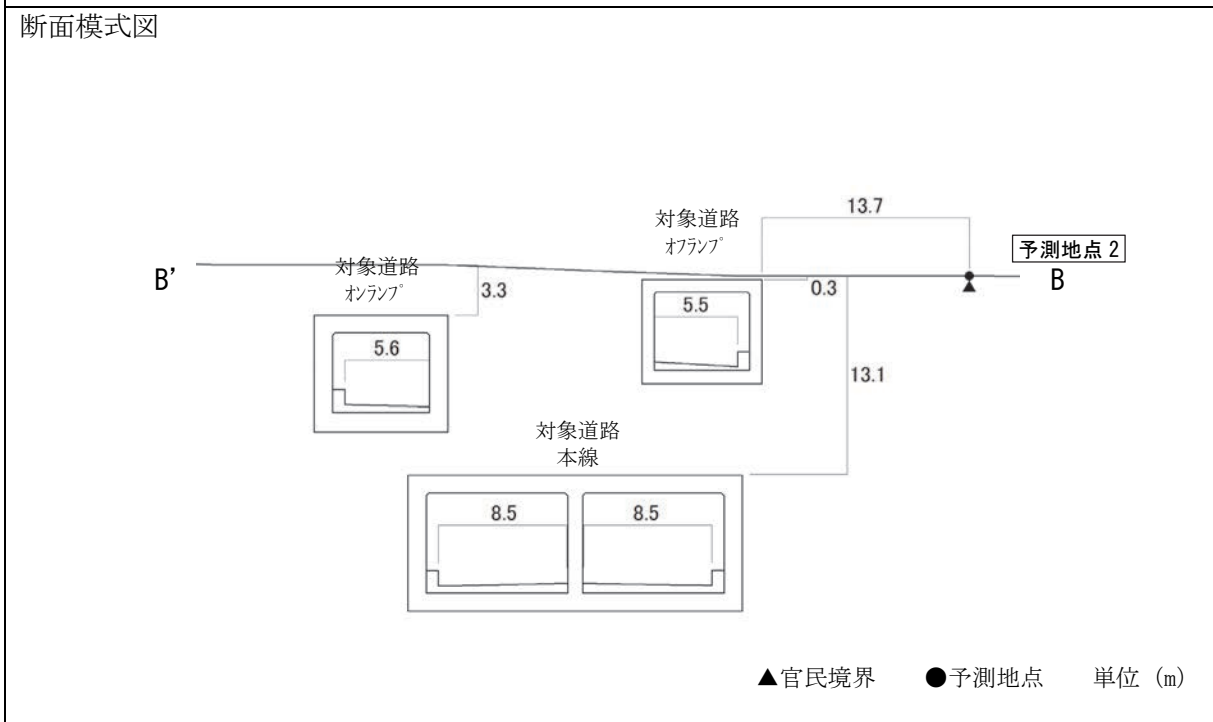 断面模式図
13.7
対象道路
オフランプ
予測地点 2
B’
対象道路
オンランプ
3.3
0.3
B
5.5
5.6
13.1
対象道路
本線
8.5
8.5
▲官民境界 ●予測地点 単位 (m)